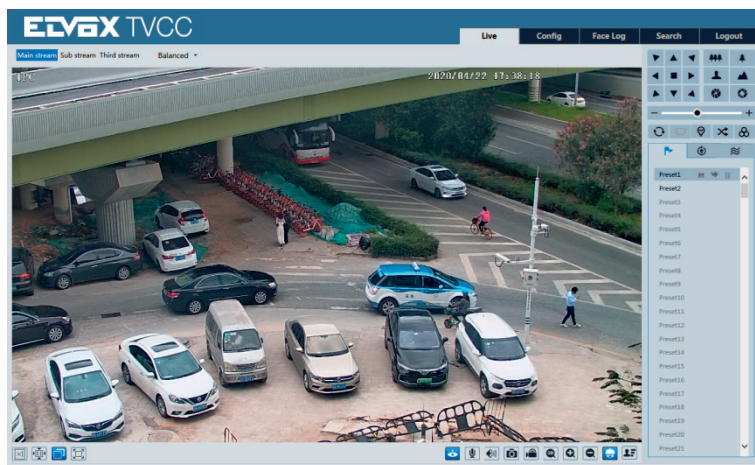 ELVOX TVCC
Live Config Face Log Search Logout
Main stream Sub stream Third stream Balanced
IPC
2020/04/22 17:38:18
Preset1
Preset2
Preset3
Preset4
Preset5
Preset6
Preset7
Preset8
Preset9
Preset10
Preset11
Preset12
Preset13
Preset14
Preset15
Preset16
Preset17
Preset18
Preset19
Preset20
Preset21